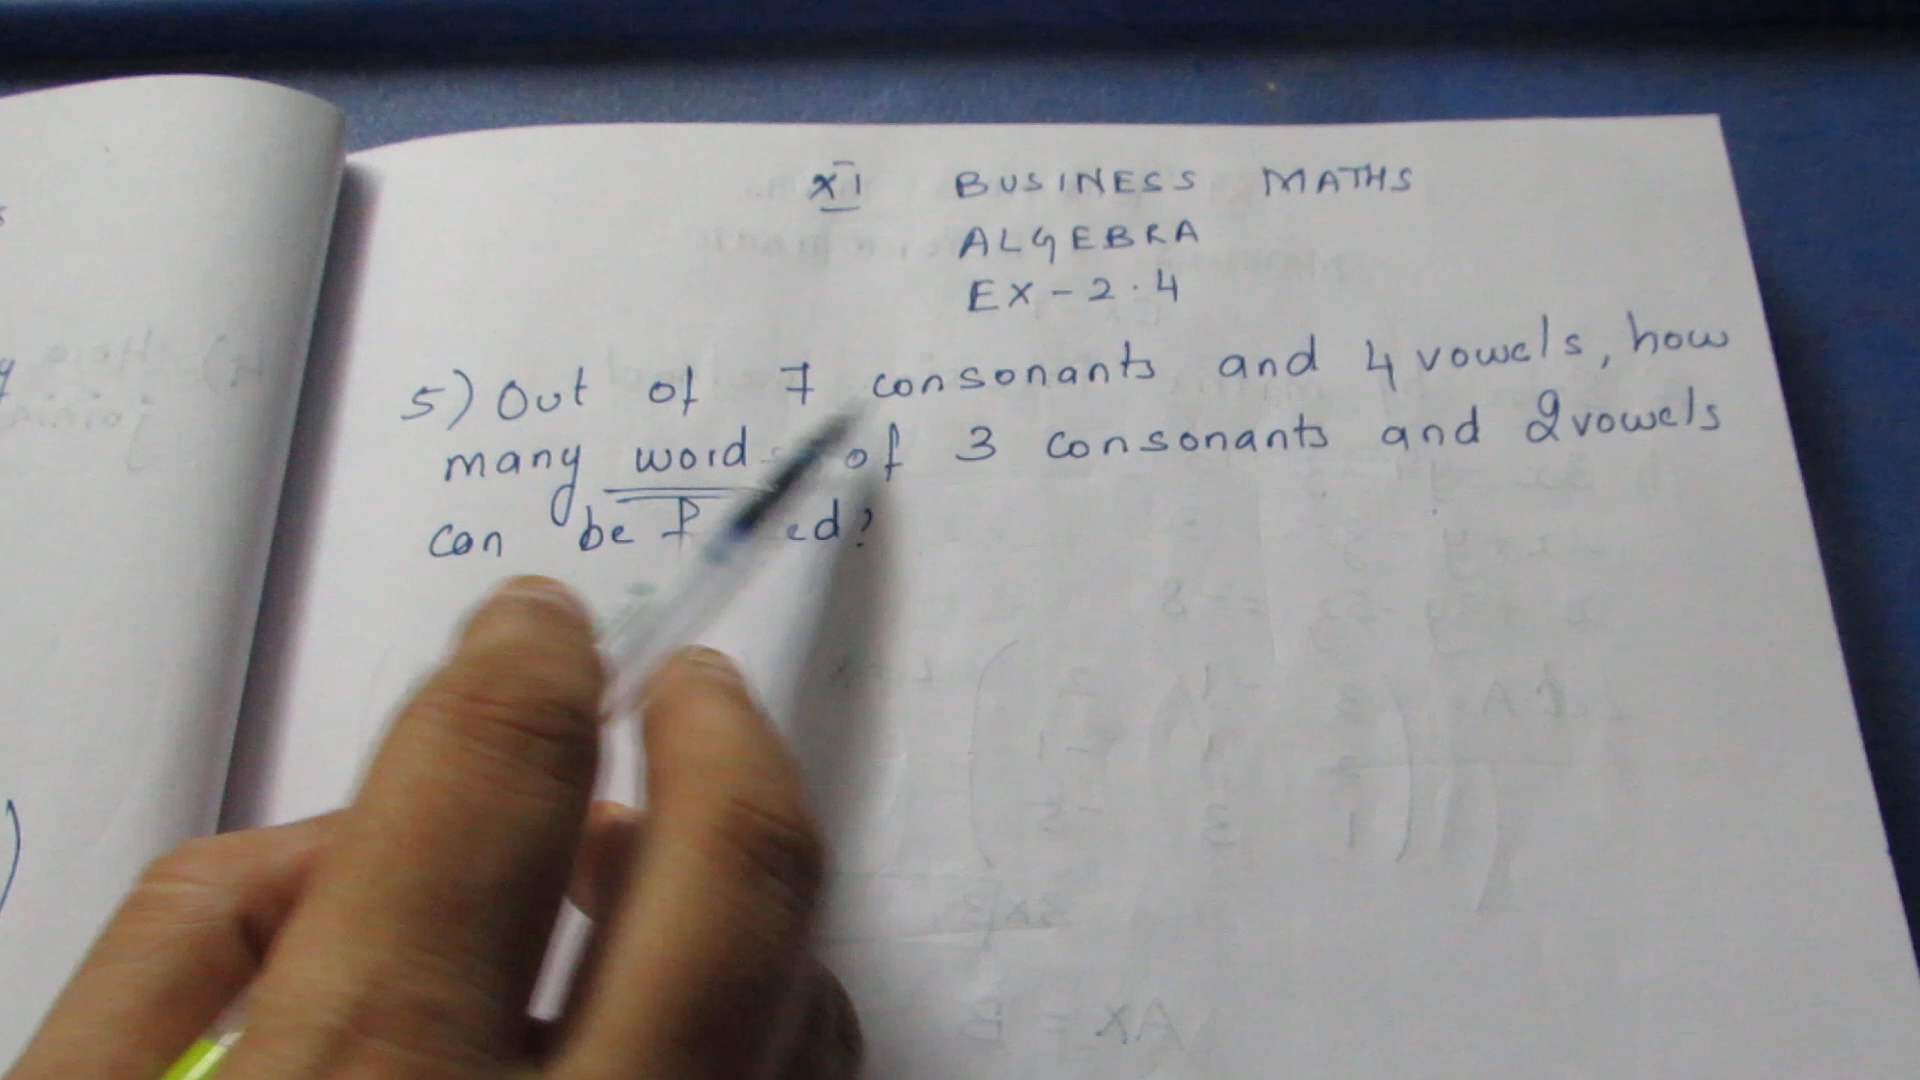 XI BUSINESS MATHS
ALGEBRA
EX - 2.4
5) Out of 7 consonants and 4 vowels, how
many words of 3 consonants and 2 vowels
can be ?